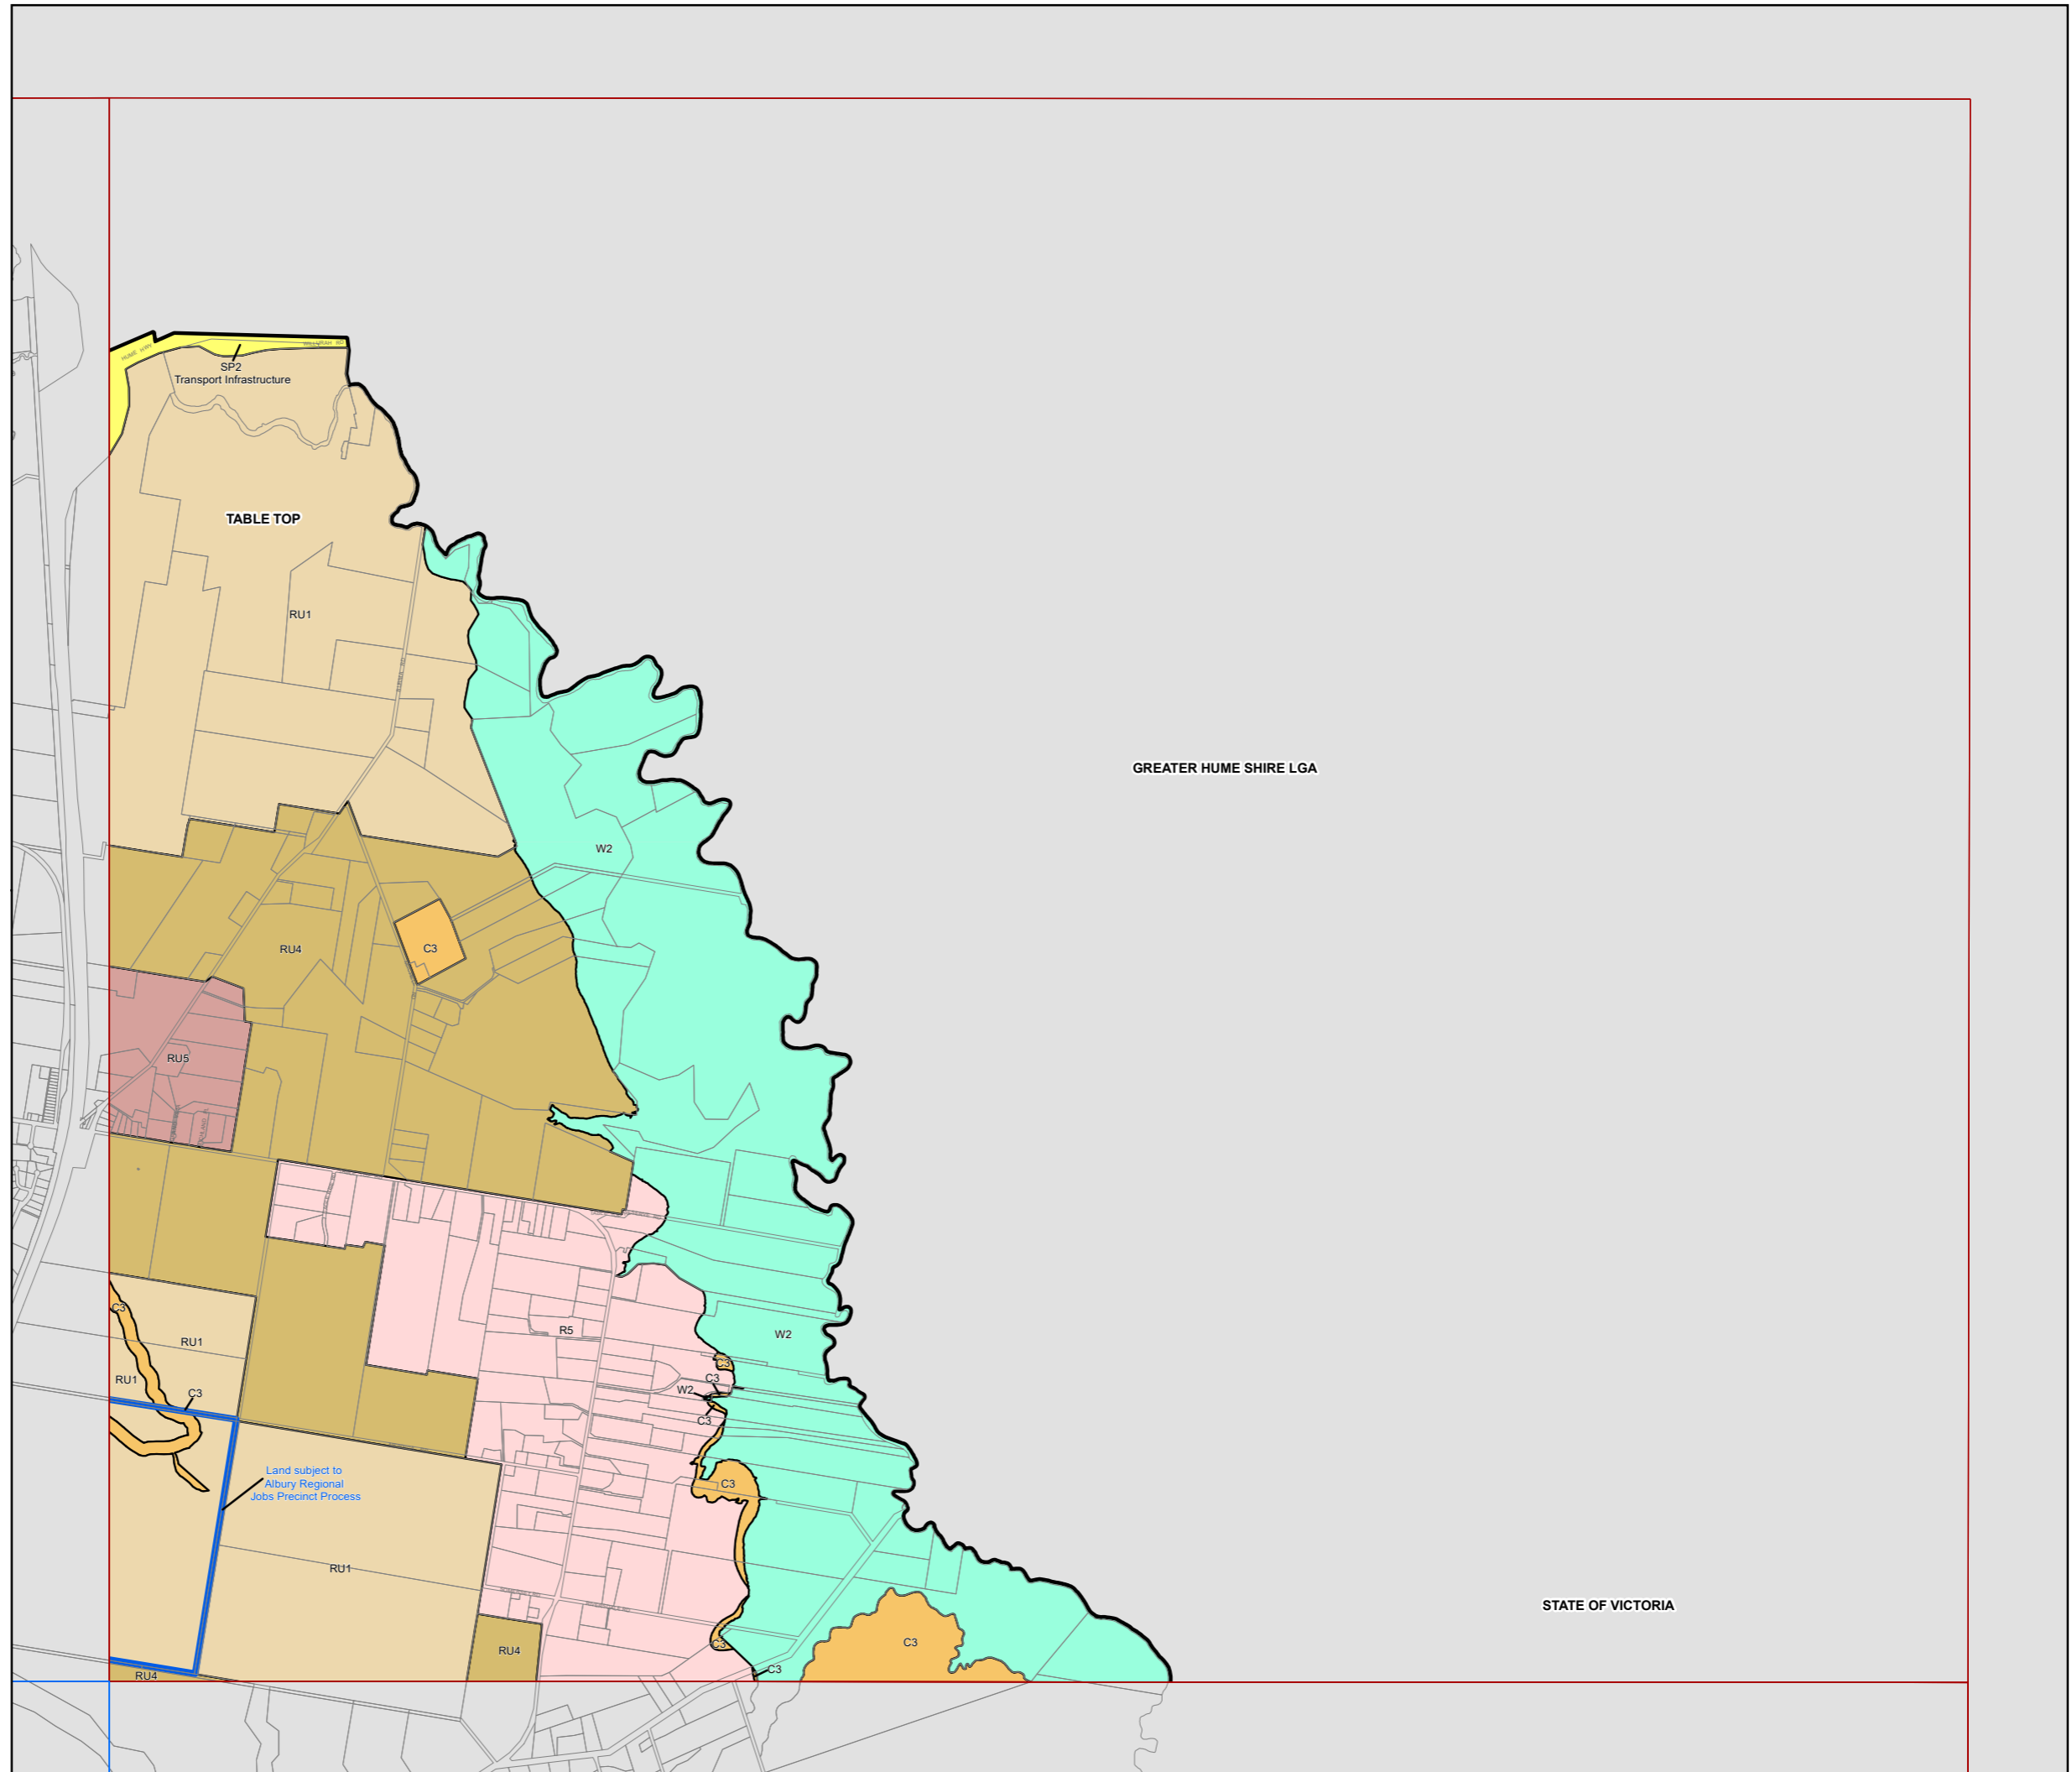 HUME HWY
SP2
Transport Infrastructure
TABLE TOP
RU1
GREATER HUME SHIRE LGA
W2
RU4
C3
RU5
C3
RU1
R5
W2
C3
RU1
C3
W2
C3
C3
Land subject to
Albury Regional
Jobs Precinct Process
C3
RU1
STATE OF VICTORIA
C3
C3
RU4
C3
RU4